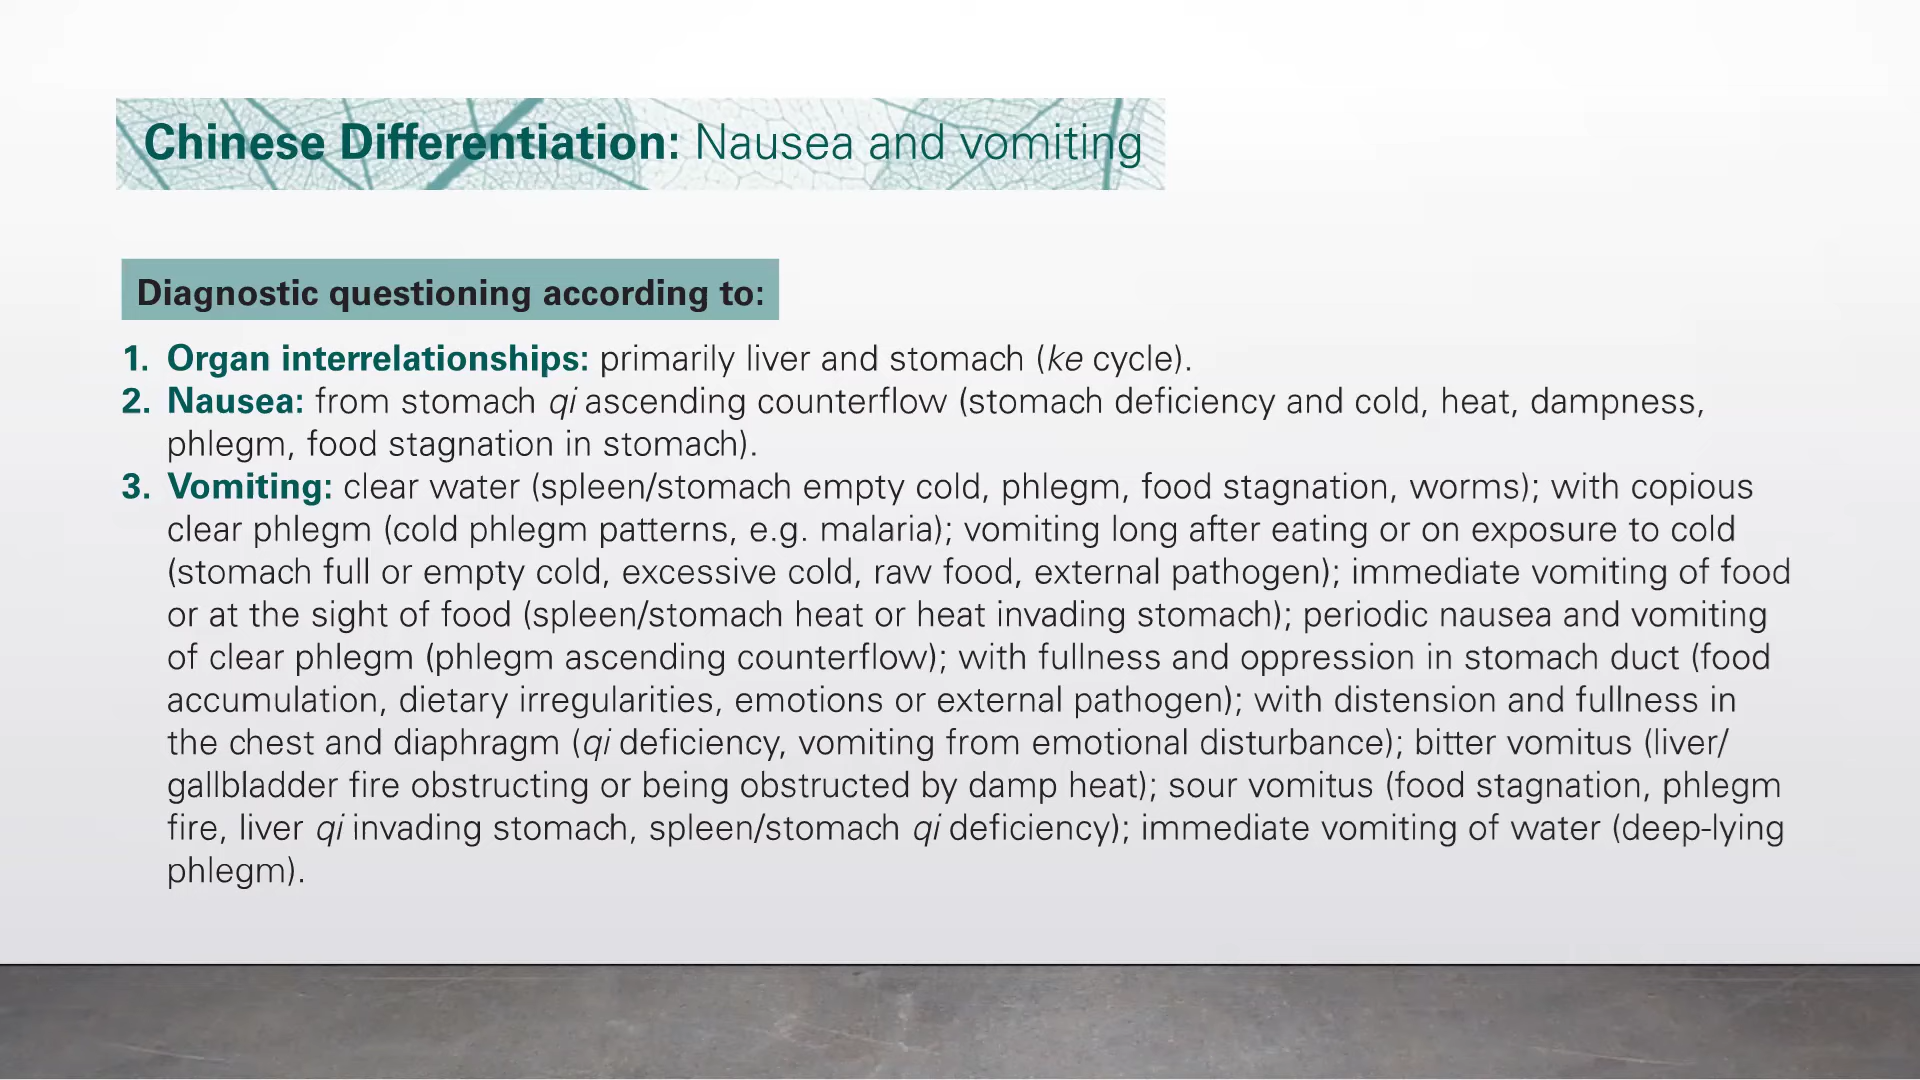 Chinese Differentiation: Nausea and vomiting
Diagnostic questioning according to:
1. Organ interrelationships: primarily liver and stomach (ke cycle).
2. Nausea: from stomach qi ascending counterflow (stomach deficiency and cold, heat, dampness,
phlegm, food stagnation in stomach).
3. Vomiting: clear water (spleen/stomach empty cold, phlegm, food stagnation, worms); with copious
clear phlegm (cold phlegm patterns, e.g. malaria); vomiting long after eating or on exposure to cold
(stomach full or empty cold, excessive cold, raw food, external pathogen); immediate vomiting of food
or at the sight of food (spleen/stomach heat or heat invading stomach); periodic nausea and vomiting
of clear phlegm (phlegm ascending counterflow); with fullness and oppression in stomach duct (food
accumulation, dietary irregularities, emotions or external pathogen); with distension and fullness in
the chest and diaphragm (qi deficiency, vomiting from emotional disturbance); bitter vomitus (liver/
gallbladder fire obstructing or being obstructed by damp heat); sour vomitus (food stagnation, phlegm
fire, liver qi invading stomach, spleen/stomach qi deficiency); immediate vomiting of water (deep-lying
phlegm).